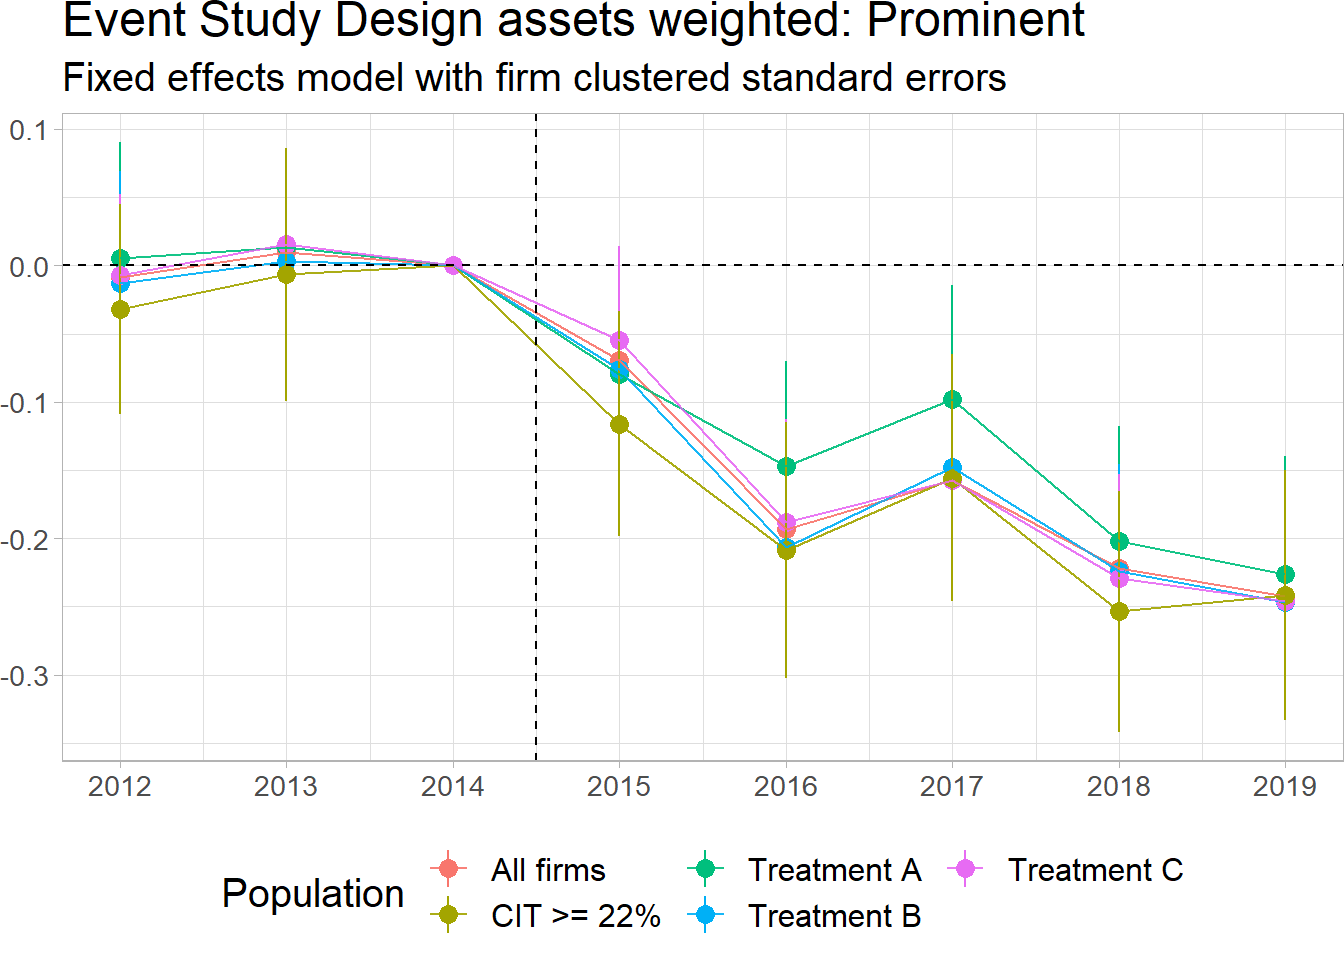 Event Study Design assets weighted: Prominent
Fixed effects model with firm clustered standard errors
0.1
0.0
-0.1
-0.2
-0.3
2012 2013 2014 2015 2016 2017 2018 2019
Population
All firms
CIT >= 22%
Treatment A
Treatment B
Treatment C